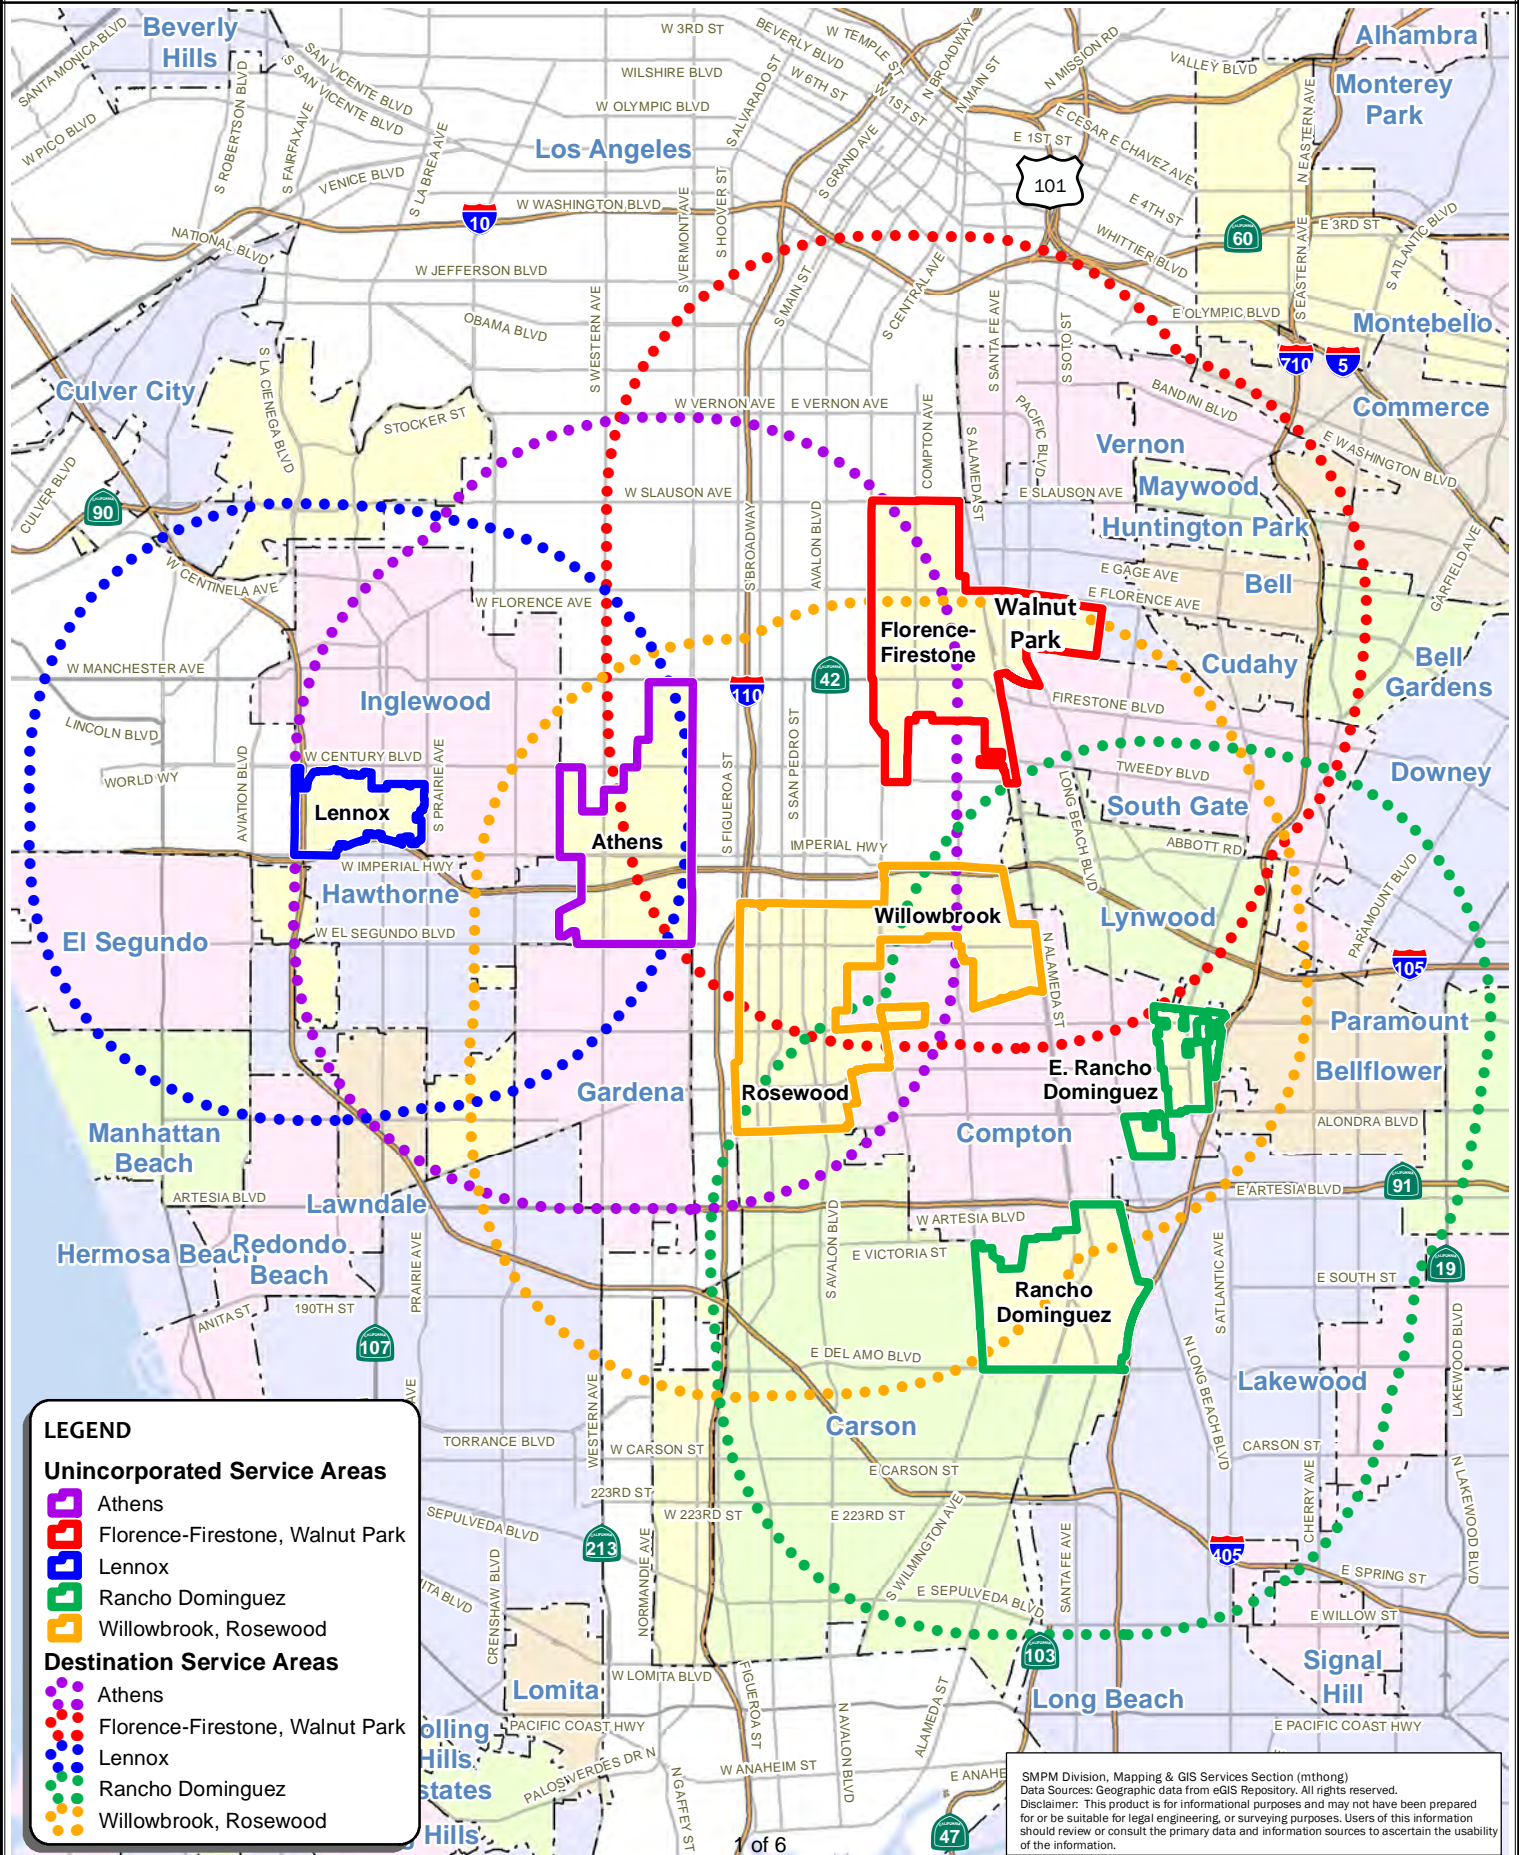 Beverly
Hills
Alhambra
Monterey
Park
Los Angeles
Montebello
Commerce
Culver City
Vernon
Maywood
Huntington Park
Bell
Cudahy
Bell
Gardens
Inglewood
Downey
South Gate
Lynwood
Hawthorne
El Segundo
Paramount
Bellflower
Gardena
Compton
Manhattan
Beach
Lawndale
Hermosa Beach
Redondo
Beach
Lakewood
Carson
Signal
Hill
Long Beach
Lomita
olling
Hills
states
Hills
Florence-
Firestone
Walnut
Park
Lennox
Athens
Willowbrook
Rosewood
E. Rancho
Dominguez
Rancho
Dominguez
SANTA MONICA BLVD
W PICO BLVD
S ROBERTSON BLVD
SAN VICENTE BLVD
S SAN VICENTE BLVD
S FAIRFAX AVE
VENICE BLVD
S LA BREA AVE
W 3RD ST
WILSHIRE BLVD
W OLYMPIC BLVD
BEVERLY BLVD
W TEMPLE ST
W 6TH ST
W 1ST ST
N BROADWAY
N MAIN ST
N MISSION RD
VALLEY BLVD
S ALVARADO ST
S GRAND AVE
E 1ST ST
E CESAR E CHAVEZ AVE
N EASTERN AVE
E 4TH ST
WHITTIER BLVD
E 3RD ST
S ATLANTIC BLVD
S EASTERN AVE
E OLYMPIC BLVD
W WASHINGTON BLVD
NATIONAL BLVD
W JEFFERSON BLVD
S VERMONT AVE
S HOOVER ST
S MAIN ST
S CENTRAL AVE
OBAMA BLVD
S WESTERN AVE
S SANTA FE AVE
S SOTO ST
S LA CIENEGA BLVD
STOCKER ST
W VERNON AVE
E VERNON AVE
COMPTON AVE
PACIFIC BLVD
BANDINI BLVD
E WASHINGTON BLVD
S ALAMEDA ST
CULVER BLVD
W SLAUSON AVE
E SLAUSON AVE
S BROADWAY
AVALON BLVD
W CENTINELA AVE
W FLORENCE AVE
E GAGE AVE
E FLORENCE AVE
GARFIELD AVE
W MANCHESTER AVE
LINCOLN BLVD
WORLD WY
AVIATION BLVD
W CENTURY BLVD
S PRAIRIE AVE
FIRESTONE BLVD
TWEEDY BLVD
LONG BEACH BLVD
S FIGUEROA ST
S SAN PEDRO ST
IMPERIAL HWY
ABBOTT RD
W IMPERIAL HWY
W EL SEGUNDO BLVD
PARAMOUNT BLVD
N ALAMEDA ST
ALONDRA BLVD
ARTESIA BLVD
E ARTESIA BLVD
W ARTESIA BLVD
E VICTORIA ST
S AVALON BLVD
S ATLANTIC AVE
E SOUTH ST
PRAIRIE AVE
190TH ST
ANITA ST
LAKEWOOD BLVD
E DEL AMO BLVD
N LONG BEACH BLVD
AVE
TORRANCE BLVD
WESTERN AVE
W CARSON ST
E CARSON ST
CARSON ST
223RD ST
W 223RD ST
E 223RD ST
SEPULVEDA BLVD
CHERRY AVE
N LAKEWOOD BLVD
S WILMINGTON AVE
SANTA FE AVE
E SEPULVEDA BLVD
E SPRING ST
E WILLOW ST
NORMANDIE AVE
CRENSHAW BLVD
MITA BLVD
W LOMITA BLVD
FIGUEROA ST
PACIFIC COAST HWY
E PACIFIC COAST HWY
PALOS VERDES DR N
N GAFFEY ST
W ANAHEIM ST
N AVALON BLVD
ALAMEDA ST
E ANAHE
101
10
60
710
5
90
110
42
105
91
19
107
213
405
103
47
LEGEND
Unincorporated Service Areas
Athens
Florence-Firestone, Walnut Park
Lennox
Rancho Dominguez
Willowbrook, Rosewood
Destination Service Areas
Athens
Florence-Firestone, Walnut Park
Lennox
Rancho Dominguez
Willowbrook, Rosewood
1 of 6
SMPM Division, Mapping & GIS Services Section (mthong)
Data Sources: Geographic data from eGIS Repository. All rights reserved.
Disclaimer: This product is for informational purposes and may not have been prepared
for or be suitable for legal engineering, or surveying purposes. Users of this information
should review or consult the primary data and information sources to ascertain the usability
of the information.